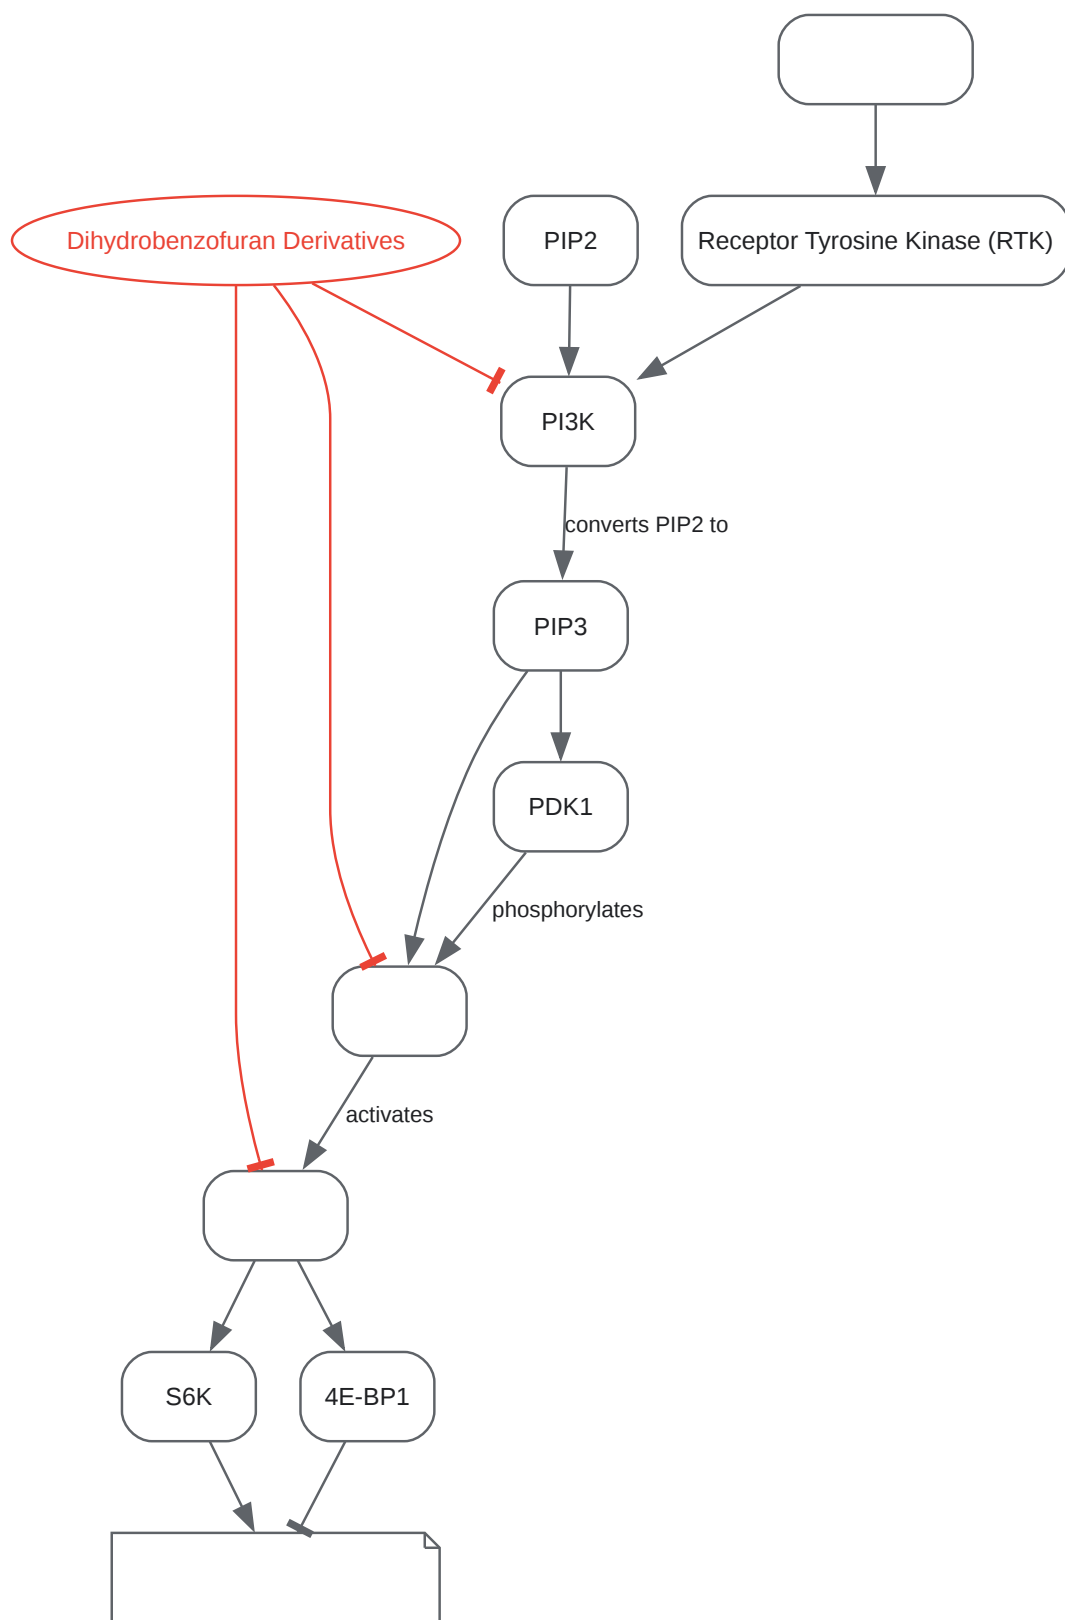 Dihydrobenzofuran Derivatives
PIP2
Receptor Tyrosine Kinase (RTK)
PI3K
converts PIP2 to
PIP3
PDK1
phosphorylates
activates
S6K
4E-BP1